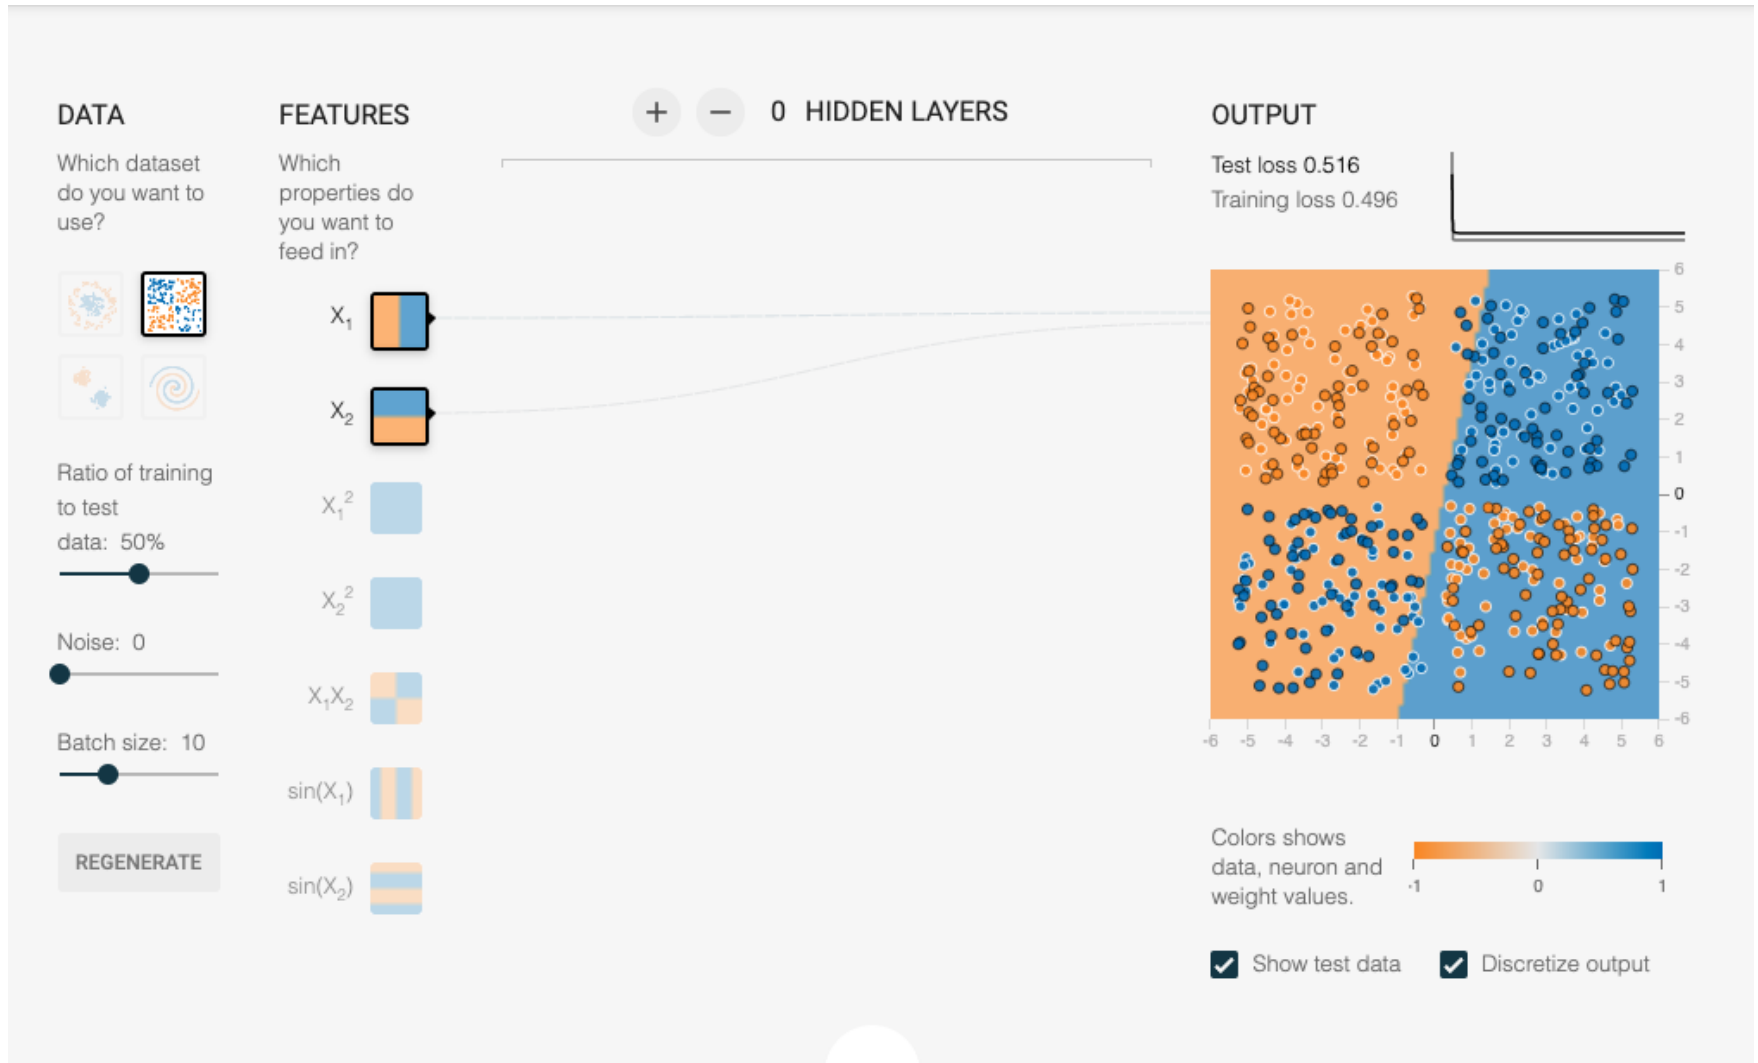 DATA
Which dataset
do you want to
use?
Ratio of training
to test
data: 50%
Noise: 0
Batch size: 10
REGENERATE
FEATURES
Which
properties do
you want to
feed in?
X₁
X₂
X₁²
X₂²
X₁X₂
sin(X₁)
sin(X₂)
+ − 0 HIDDEN LAYERS
OUTPUT
Test loss 0.516
Training loss 0.496
6
5
4
3
2
1
0
-1
-2
-3
-4
-5
-6
-6 -5 -4 -3 -2 -1 0 1 2 3 4 5 6
Colors shows
data, neuron and
weight values.
-1 0 1
Show test data
Discretize output